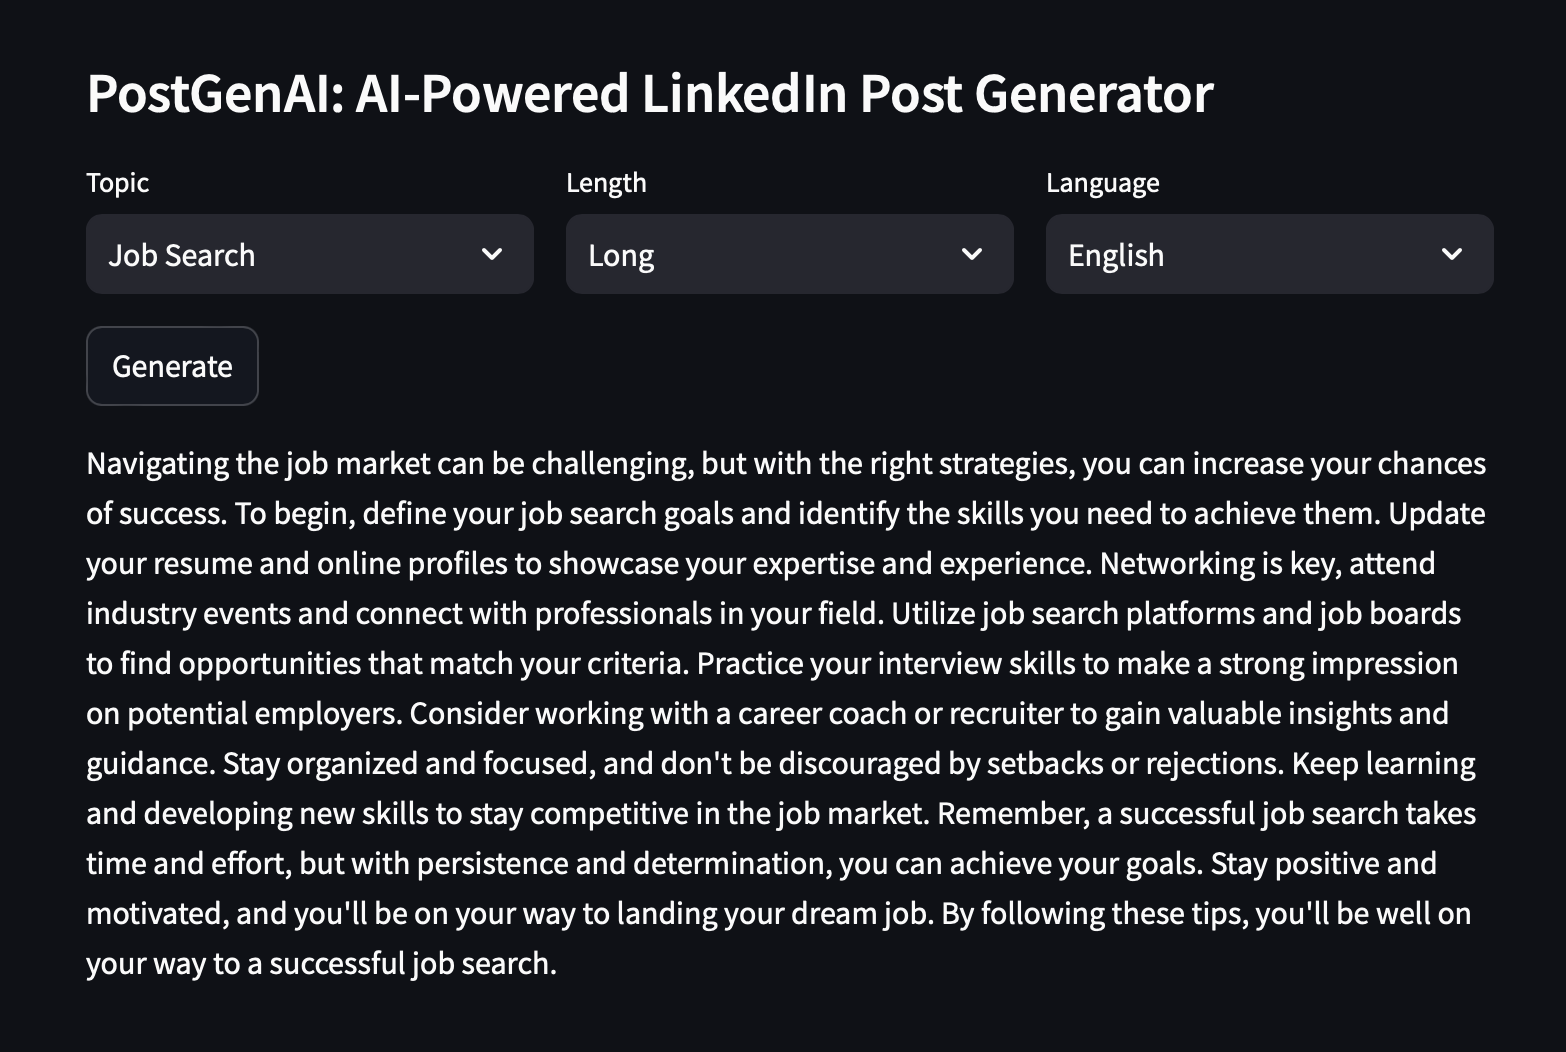 PostGenAI: AI-Powered LinkedIn Post Generator
Topic
Length
Language
Job Search
Long
English
Generate
Navigating the job market can be challenging, but with the right strategies, you can increase your chances
of success. To begin, define your job search goals and identify the skills you need to achieve them. Update
your resume and online profiles to showcase your expertise and experience. Networking is key, attend
industry events and connect with professionals in your field. Utilize job search platforms and job boards
to find opportunities that match your criteria. Practice your interview skills to make a strong impression
on potential employers. Consider working with a career coach or recruiter to gain valuable insights and
guidance. Stay organized and focused, and don't be discouraged by setbacks or rejections. Keep learning
and developing new skills to stay competitive in the job market. Remember, a successful job search takes
time and effort, but with persistence and determination, you can achieve your goals. Stay positive and
motivated, and you'll be on your way to landing your dream job. By following these tips, you'll be well on
your way to a successful job search.